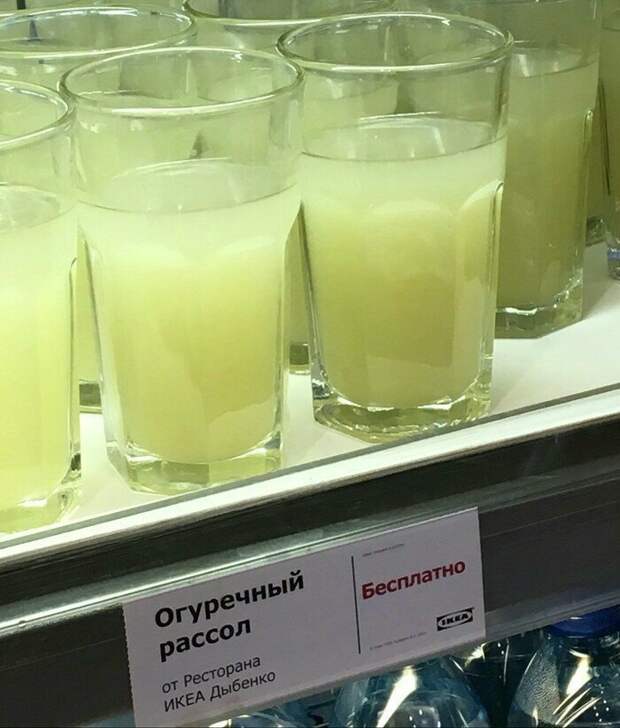 Огуречный
рассол
от Ресторана
ИКЕА Дыбенко
Бесплатно
IKEA